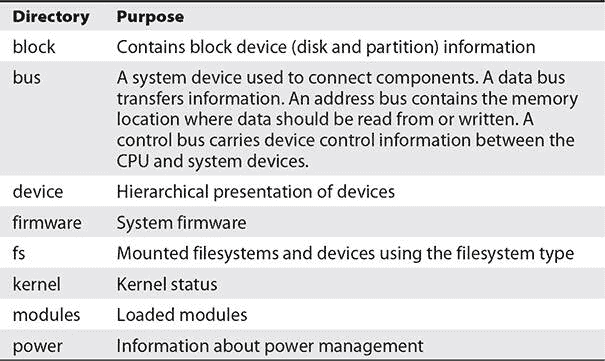 Directory Purpose
block Contains block device (disk and partition) information
bus A system device used to connect components. A data bus
transfers information. An address bus contains the memory
location where data should be read from or written. A
control bus carries device control information between the
CPU and system devices.
device Hierarchical presentation of devices
firmware System firmware
fs Mounted filesystems and devices using the filesystem type
kernel Kernel status
modules Loaded modules
power Information about power management